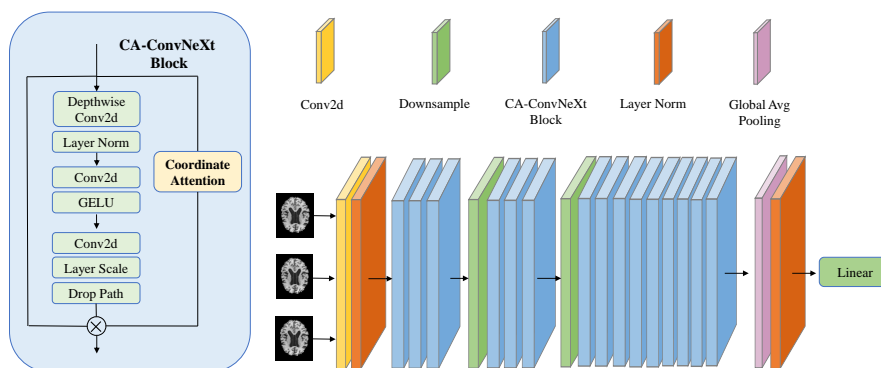 CA-ConvNeXt
Block
Depthwise
Conv2d
Layer Norm
Conv2d
GELU
Conv2d
Layer Scale
Drop Path
Coordinate
Attention
Conv2d
Downsample
CA-ConvNeXt
Block
Layer Norm
Global Avg
Pooling
Linear